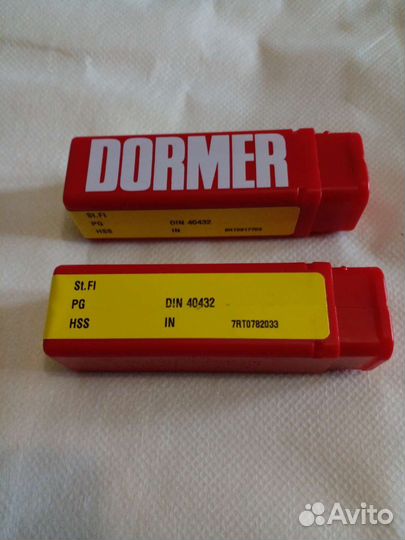 DORMER
St.Fl
PG DIN 40432
HSS IN
St.Fl
PG DIN 40432
HSS IN 7RT0782033
Avito